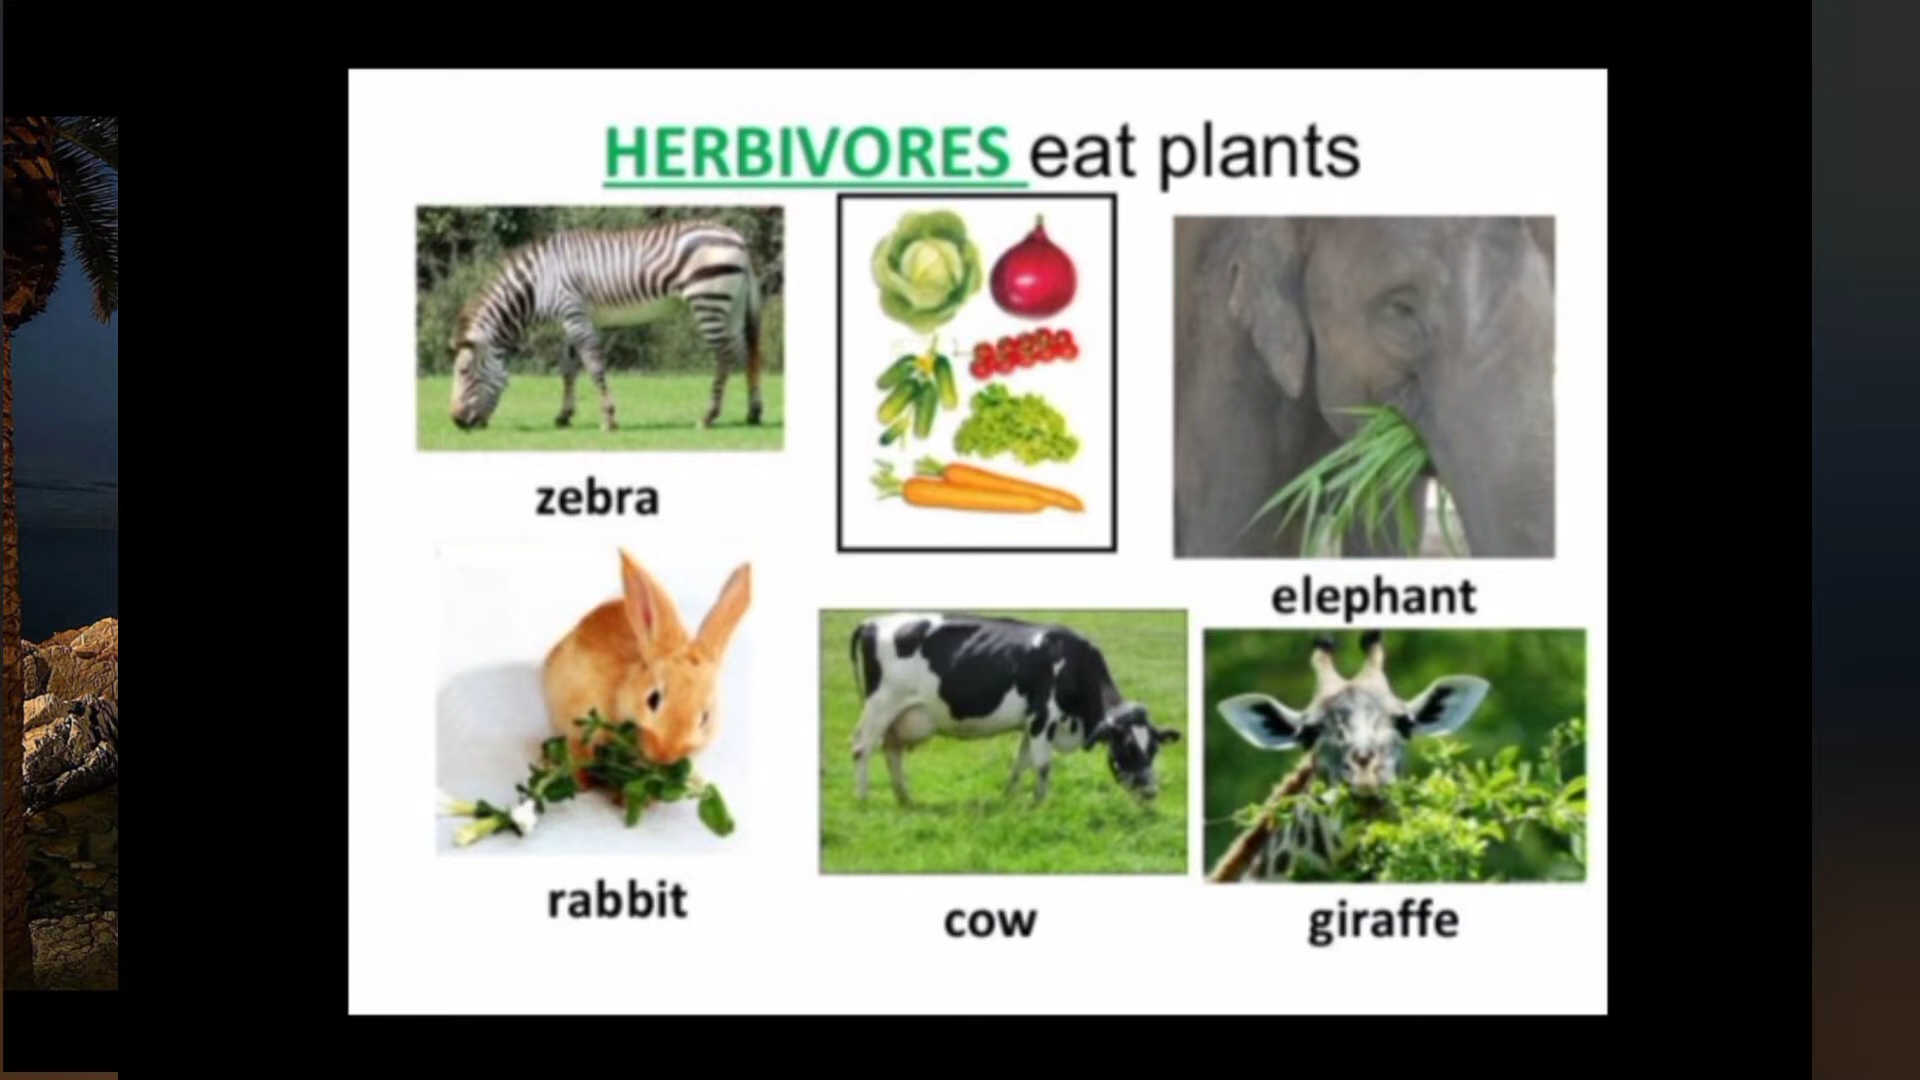 HERBIVORES eat plants
zebra
elephant
rabbit
cow
giraffe